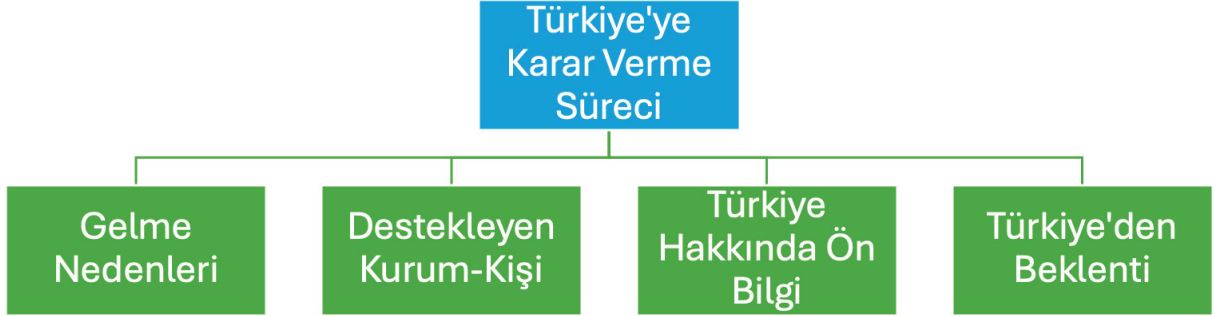 Türkiye'ye
Karar Verme
Süreci
Gelme
Nedenleri
Destekleyen
Kurum-Kişi
Türkiye
Hakkında Ön
Bilgi
Türkiye'den
Beklenti